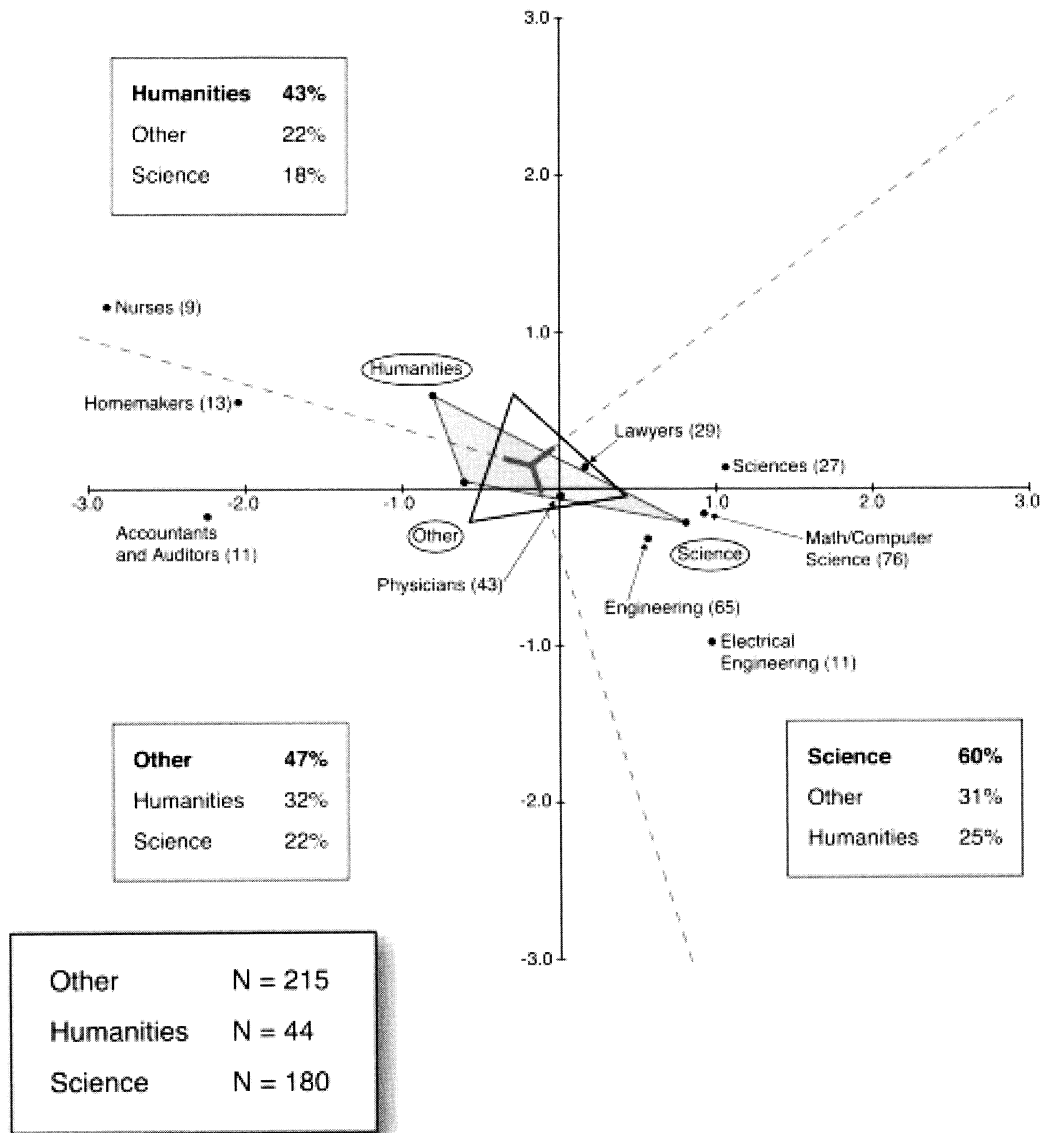 3.0
Humanities 43%
Other 22%
Science 18%
2.0
Nurses (9)
1.0
Humanities
Homemakers (13)
Lawyers (29)
Sciences (27)
-3.0 -2.0 -1.0 1.0 2.0 3.0
Accountants
and Auditors (11)
Other
Physicians (43)
Science
Math/Computer
Science (76)
Engineering (65)
-1.0
Electrical
Engineering (11)
Other 47%
Humanities 32%
Science 22%
Science 60%
Other 31%
Humanities 25%
-2.0
-3.0
Other N = 215
Humanities N = 44
Science N = 180